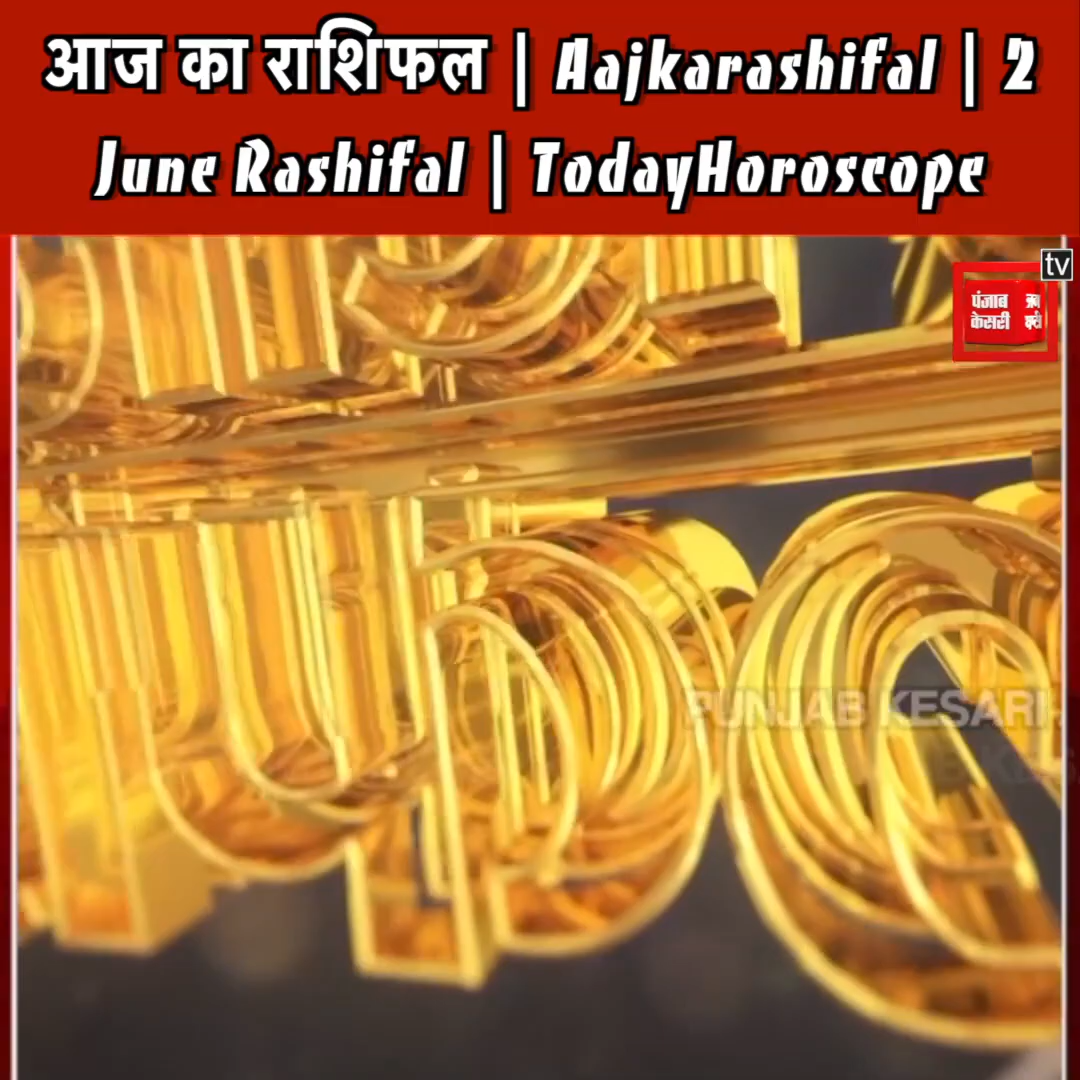 आज का राशिफल | Aajkarashifal | 2
June Rashifal | TodayHoroscope
tv
पंजाब
केसरी
PUNJAB KESARI